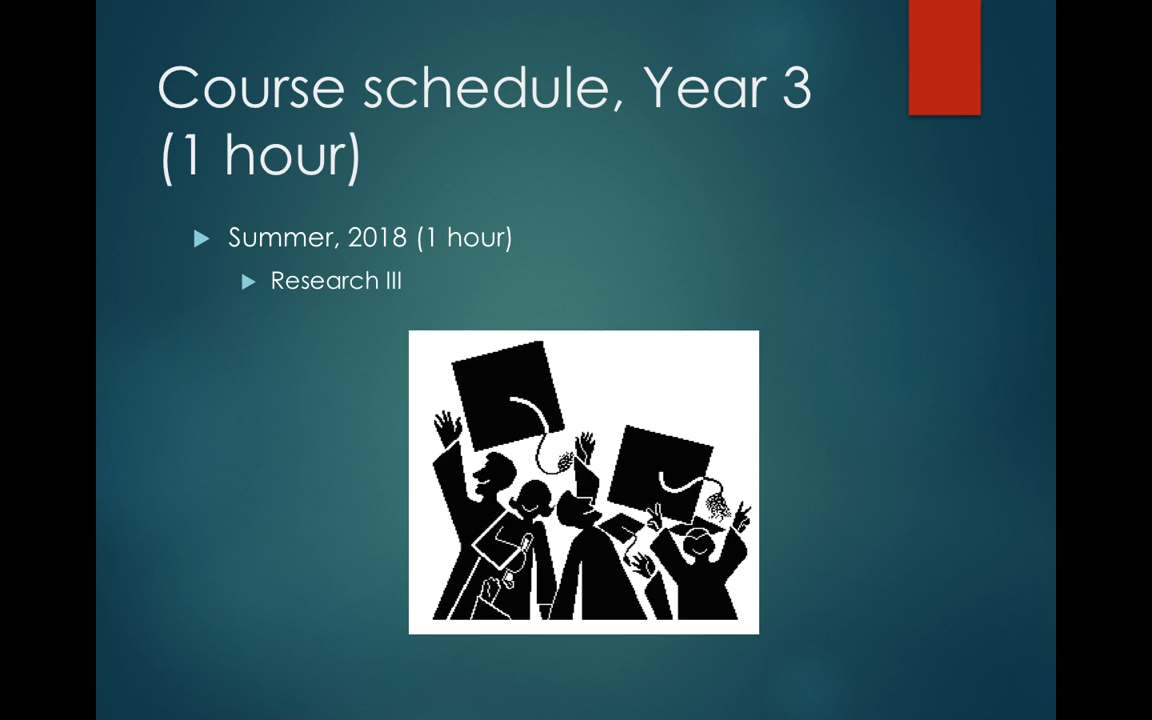 Course schedule, Year 3
(1 hour)
Summer, 2018 (1 hour)
Research III